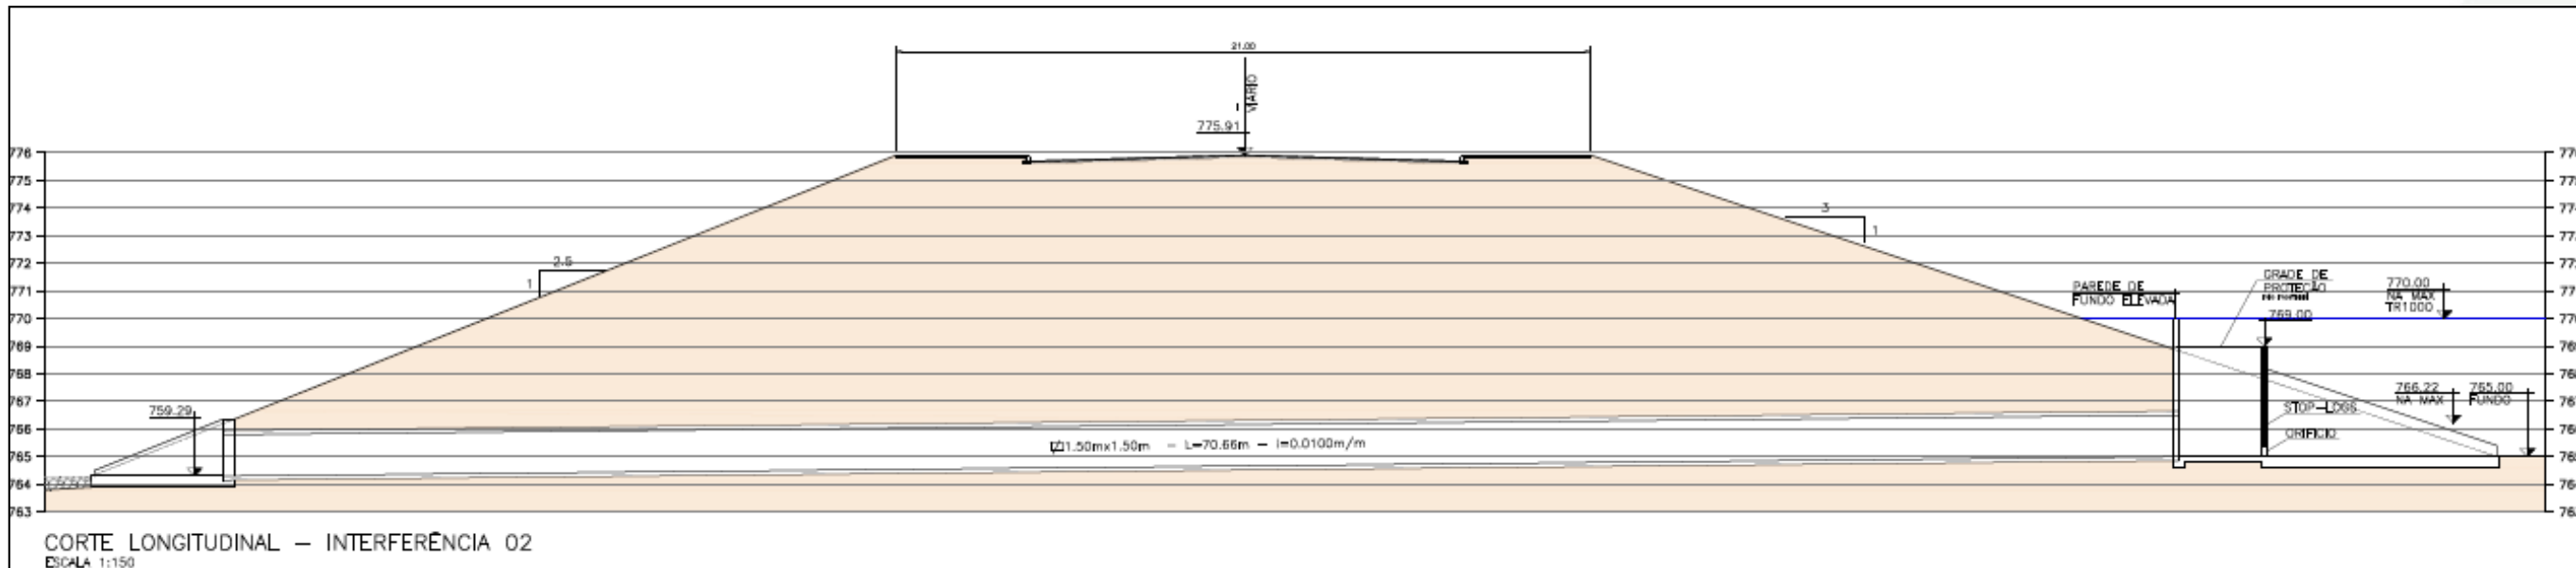 21.00
VIÁRIO
775.91
776
775
774
773
772
771
770
769
768
767
766
765
764
763
2.5
1
3
1
PAREDE DE
FUNDO ELEVADA
GRADE DE
PROTEÇÃO
769.00
770.00
NA MAX
TR1000
766.22
NA MAX
765.00
FUNDO
STOP-LOGS
ORIFICIO
759.29
1.50mx1.50m - L=70.66m - i=0.0100m/m
CORTE LONGITUDINAL – INTERFERÊNCIA 02
ESCALA 1:150